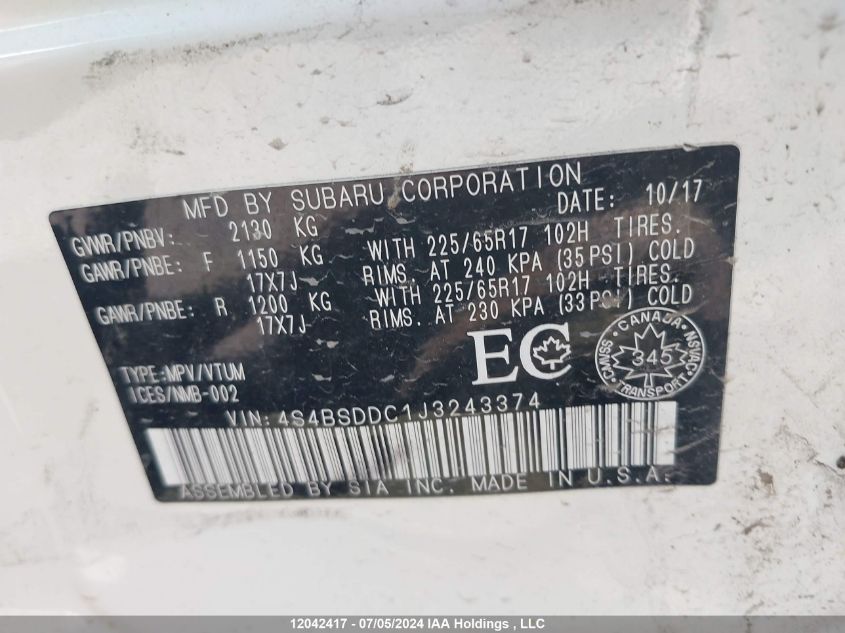 MFD BY SUBARU CORPORATION
DATE: 10/17
GVWR/PNBV: 2130 KG
GAWR/PNBE: F 1150 KG WITH 225/65R17 102H TIRES.
17X7J RIMS. AT 240 KPA (35PSI) COLD
GAWR/PNBE: R 1200 KG WITH 225/65R17 102H TIRES.
17X7J RIMS. AT 230 KPA (33PSI) COLD
EC
CANADA
CANSS 345 NSVAC
TRANSPORT
TYPE:MPV/VTUM
ICES/NMB-002
VIN: 4S4BSDDC1J3243374
ASSEMBLED BY SIA INC. MADE IN U.S.A.
12042417 - 07/05/2024 IAA Holdings , LLC